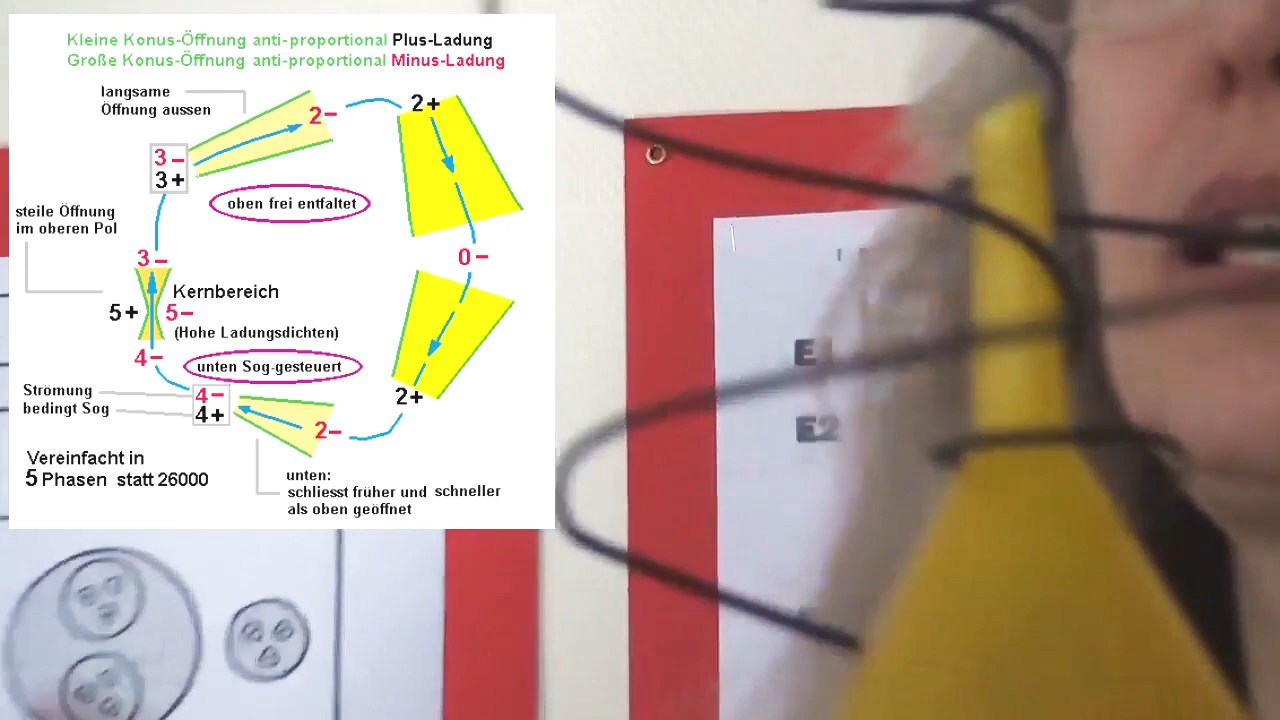 Kleine Konus-Öffnung anti-proportional Plus-Ladung
Große Konus-Öffnung anti-proportional Minus-Ladung
langsame
Öffnung aussen
2−
2+
3−
3+
oben frei entfaltet
steile Öffnung
im oberen Pol
3−
0−
Kernbereich
5+
5−
(Hohe Ladungsdichten)
4−
unten Sog-gesteuert
Strömung
bedingt Sog
4−
4+
2+
2−
Vereinfacht in
5 Phasen statt 26000
unten:
schliesst früher und schneller
als oben geöffnet
E2